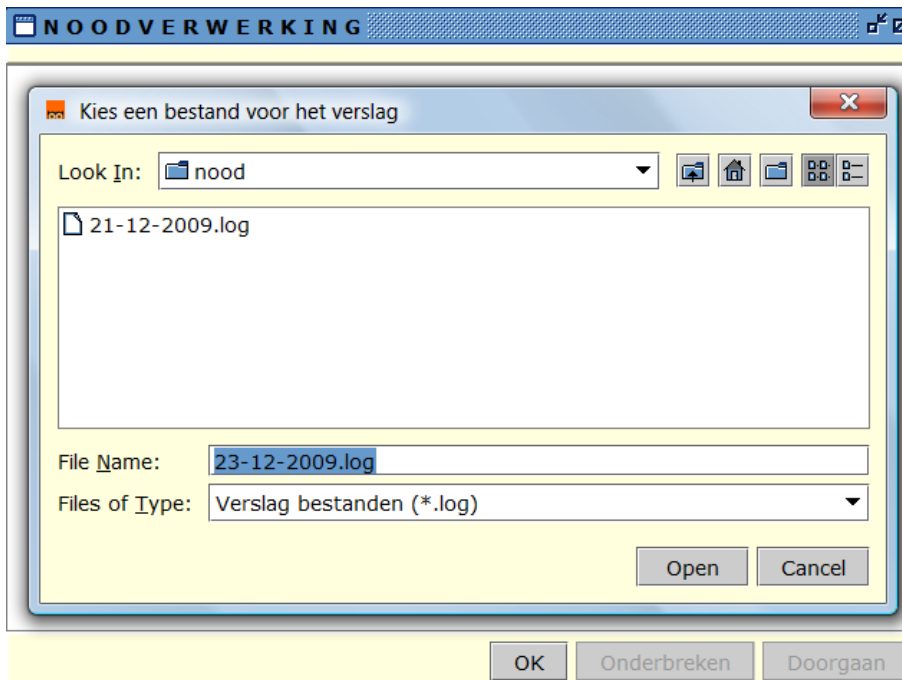 NOODVERWERKING
Kies een bestand voor het verslag
Look In: nood
21-12-2009.log
File Name: 23-12-2009.log
Files of Type: Verslag bestanden (*.log)
Open Cancel
OK Onderbreken Doorgaan